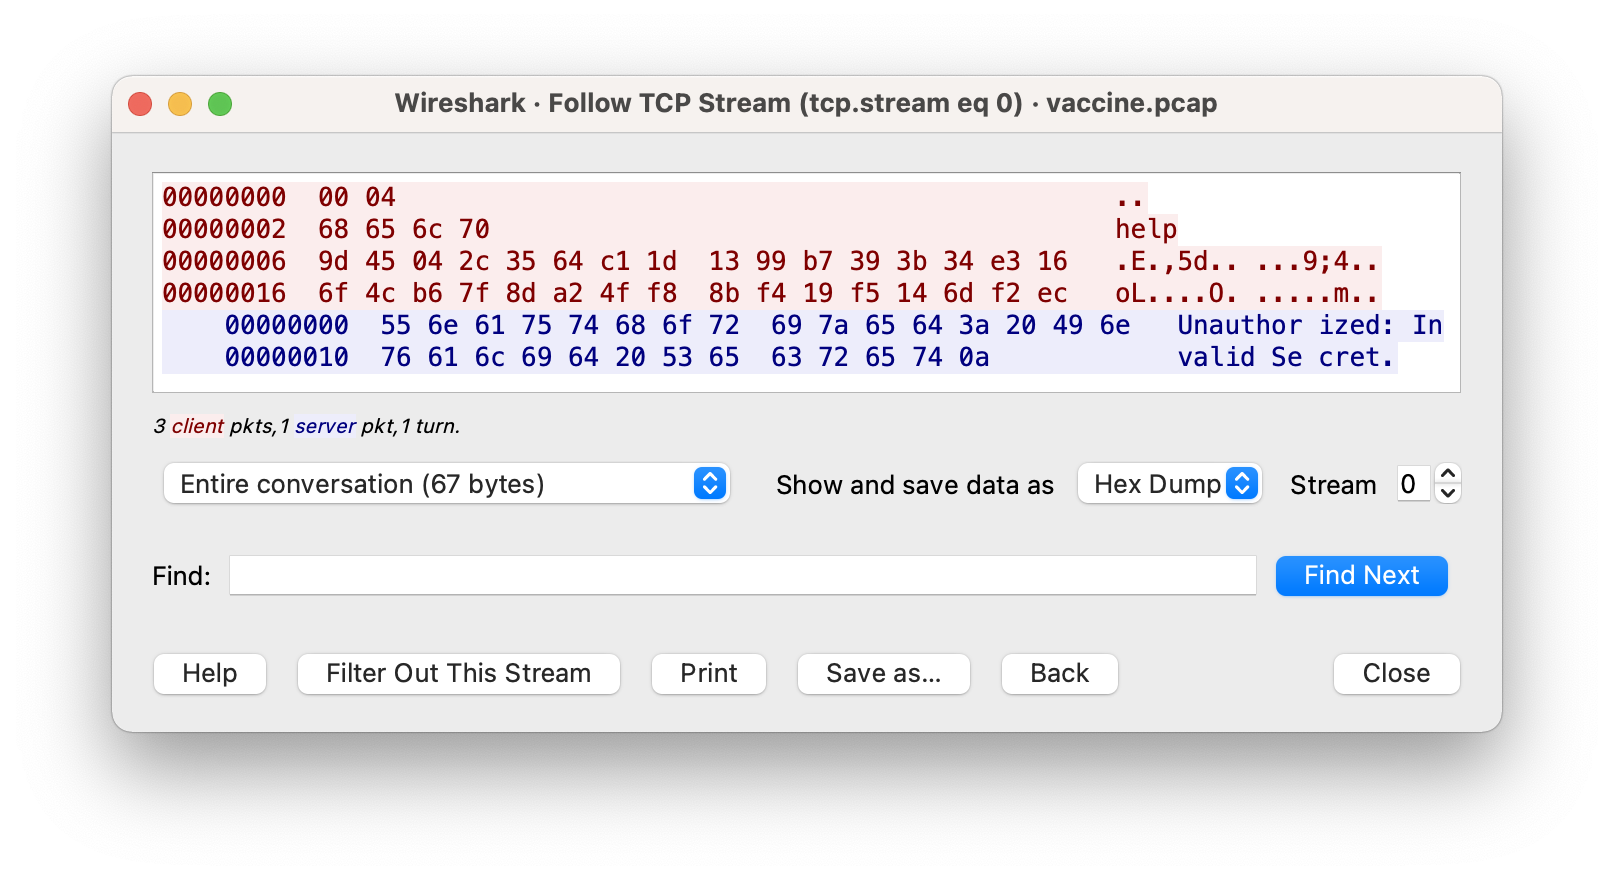 Wireshark · Follow TCP Stream (tcp.stream eq 0) · vaccine.pcap
00000000  00 04                                              ..
00000002  68 65 6c 70                                        help
00000006  9d 45 04 2c 35 64 c1 1d  13 99 b7 39 3b 34 e3 16   .E.,5d.. ...9;4..
00000016  6f 4c b6 7f 8d a2 4f f8  8b f4 19 f5 14 6d f2 ec   oL....O. .....m..
    00000000  55 6e 61 75 74 68 6f 72  69 7a 65 64 3a 20 49 6e   Unauthor ized: In
    00000010  76 61 6c 69 64 20 53 65  63 72 65 74 0a            valid Se cret.
3 client pkts, 1 server pkt, 1 turn.
Entire conversation (67 bytes) Show and save data as Hex Dump Stream 0
Find: Find Next
Help Filter Out This Stream Print Save as... Back Close